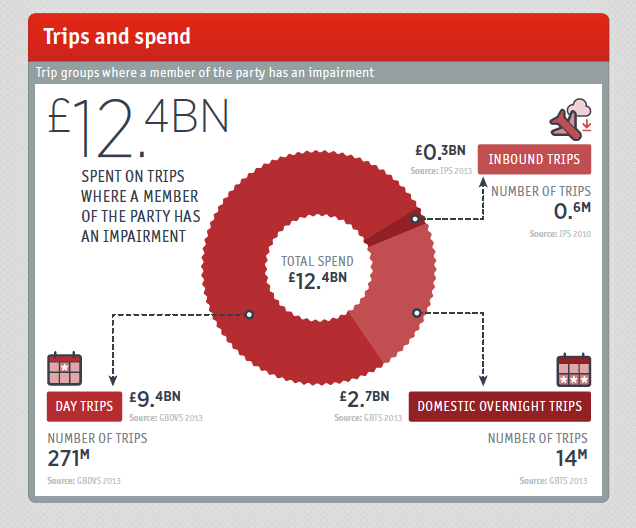 Trips and spend
Trip groups where a member of the party has an impairment
£12.4BN
SPENT ON TRIPS
WHERE A MEMBER
OF THE PARTY HAS
AN IMPAIRMENT
£0.3BN
Source: IPS 2013
INBOUND TRIPS
NUMBER OF TRIPS
0.6M
Source: IPS 2010
TOTAL SPEND
£12.4BN
DAY TRIPS
£9.4BN
Source: GBDVS 2013
NUMBER OF TRIPS
271M
Source: GBDVS 2013
£2.7BN
Source: GBTS 2013
DOMESTIC OVERNIGHT TRIPS
NUMBER OF TRIPS
14M
Source: GBTS 2013